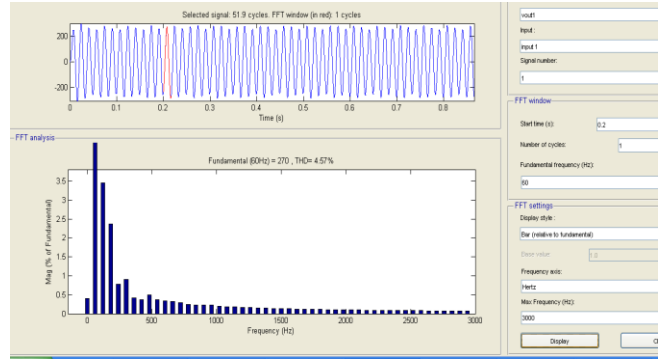 Selected signal: 51.9 cycles. FFT window (in red): 1 cycles
200
0
-200
0
0.1
0.2
0.3
0.4
0.5
0.6
0.7
0.8
Time (s)
FFT analysis
Fundamental (60Hz) = 270 , THD= 4.57%
Mag (% of Fundamental)
3.5
3
2.5
2
1.5
1
0.5
0
0
500
1000
1500
2000
2500
3000
Frequency (Hz)
vout1
Input :
input 1
Signal number:
1
FFT window
Start time (s):
0.2
Number of cycles:
1
Fundamental frequency (Hz):
60
FFT settings
Display style :
Bar (relative to fundamental)
Base value:
1.0
Frequency axis:
Hertz
Max Frequency (Hz):
3000
Display